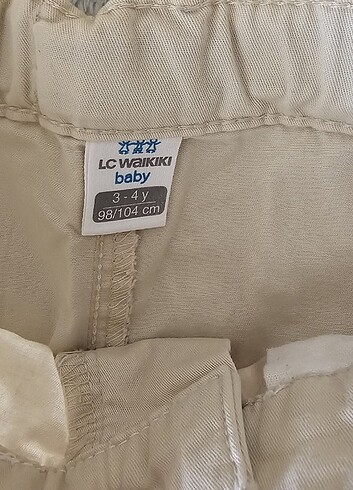 LC WAIKIKI
baby
3 - 4 y
98/104 cm